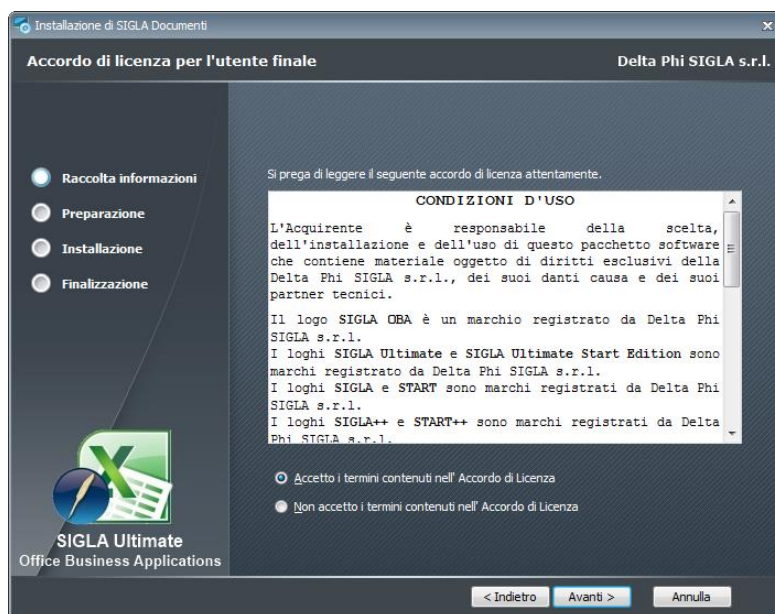 Installazione di SIGLA Documenti
Accordo di licenza per l'utente finale
Delta Phi SIGLA s.r.l.
Raccolta informazioni
Preparazione
Installazione
Finalizzazione
Si prega di leggere il seguente accordo di licenza attentamente.
CONDIZIONI D'USO
L'Acquirente è responsabile della scelta,
dell'installazione e dell'uso di questo pacchetto software
che contiene materiale oggetto di diritti esclusivi della
Delta Phi SIGLA s.r.l., dei suoi danti causa e dei suoi
partner tecnici.
Il logo SIGLA OBA è un marchio registrato da Delta Phi
SIGLA s.r.l.
I loghi SIGLA Ultimate e SIGLA Ultimate Start Edition sono
marchi registrato da Delta Phi SIGLA s.r.l.
I loghi SIGLA e START sono marchi registrati da Delta Phi
SIGLA s.r.l.
I loghi SIGLA++ e START++ sono marchi registrati da Delta
Phi SIGLA s.r.l.
Accetto i termini contenuti nell' Accordo di Licenza
Non accetto i termini contenuti nell' Accordo di Licenza
SIGLA Ultimate
Office Business Applications
< Indietro
Avanti >
Annulla